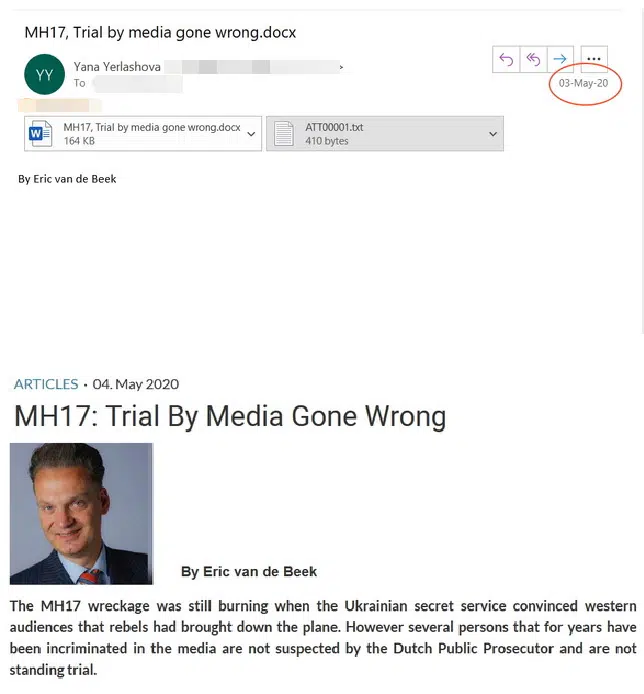 MH17, Trial by media gone wrong.docx
YY
Yana Yerlashova
To
03-May-20
MH17, Trial by media gone wrong.docx
164 KB
ATT00001.txt
410 bytes
By Eric van de Beek
ARTICLES • 04. May 2020
MH17: Trial By Media Gone Wrong
By Eric van de Beek
The MH17 wreckage was still burning when the Ukrainian secret service convinced western
audiences that rebels had brought down the plane. However several persons that for years have
been incriminated in the media are not suspected by the Dutch Public Prosecutor and are not
standing trial.